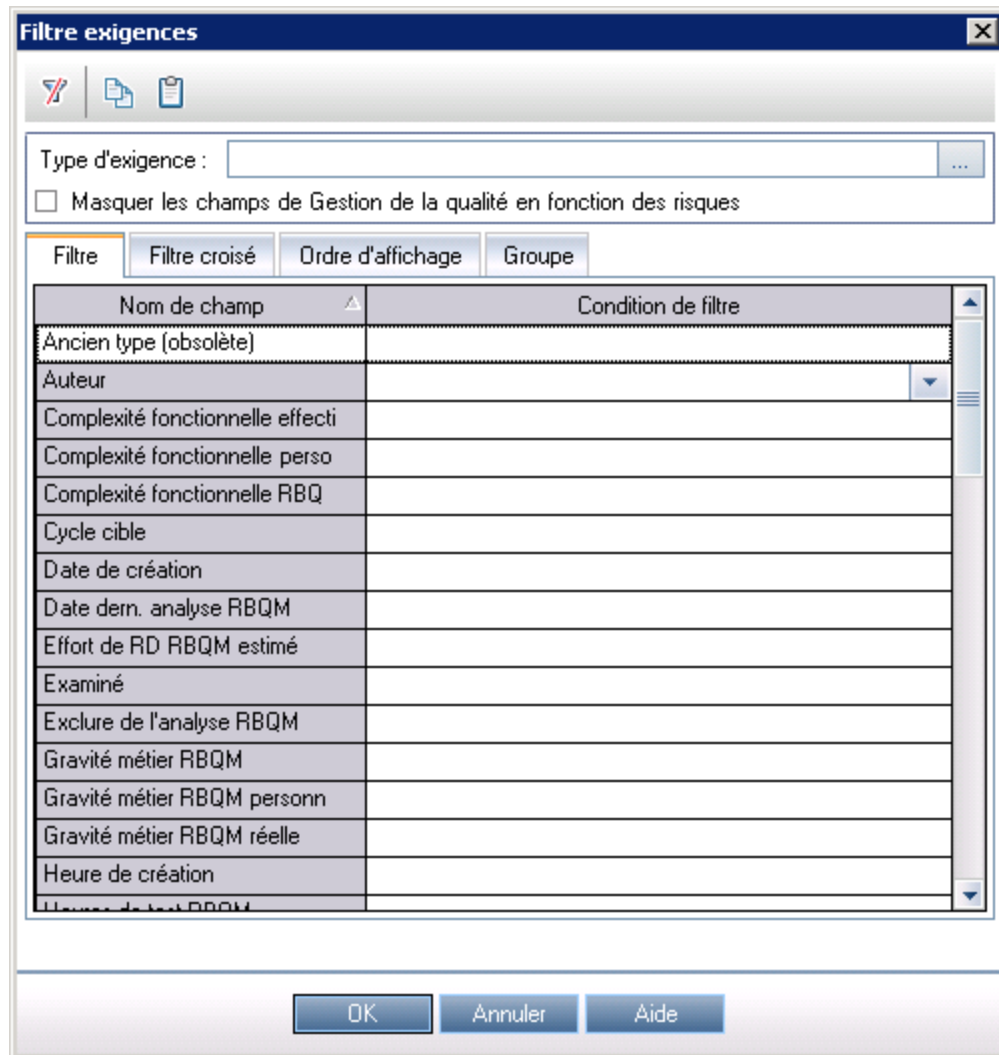 Filtre exigences
Type d'exigence :
...
Masquer les champs de Gestion de la qualité en fonction des risques
Filtre Filtre croisé Ordre d'affichage Groupe
Nom de champ Condition de filtre
Ancien type (obsolète)
Auteur
Complexité fonctionnelle effecti
Complexité fonctionnelle perso
Complexité fonctionnelle RBQ
Cycle cible
Date de création
Date dern. analyse RBQM
Effort de RD RBQM estimé
Examiné
Exclure de l'analyse RBQM
Gravité métier RBQM
Gravité métier RBQM personn
Gravité métier RBQM réelle
Heure de création
Heures de test RBQM
OK Annuler Aide